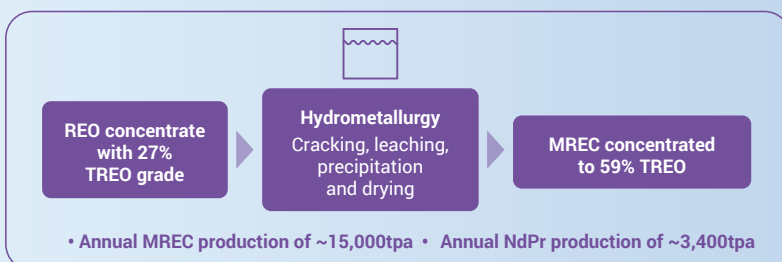 REO concentrate
with 27%
TREO grade
Hydrometallurgy
Cracking, leaching,
precipitation
and drying
MREC concentrated
to 59% TREO
• Annual MREC production of ~15,000tpa • Annual NdPr production of ~3,400tpa